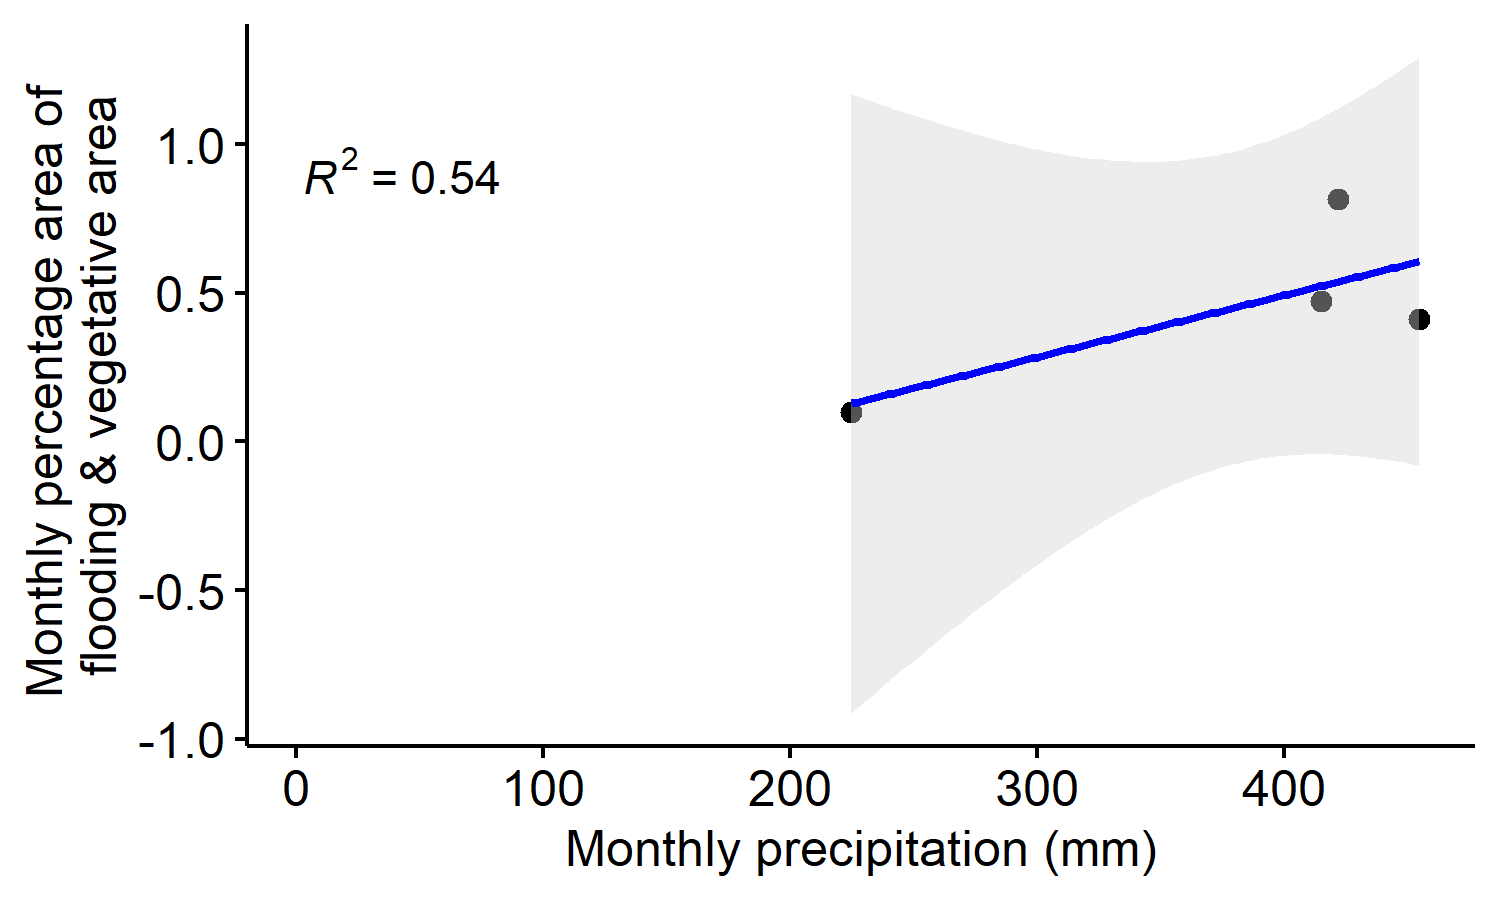 Monthly percentage area of
flooding & vegetative area
1.0
0.5
0.0
-0.5
-1.0
R² = 0.54
0 100 200 300 400
Monthly precipitation (mm)